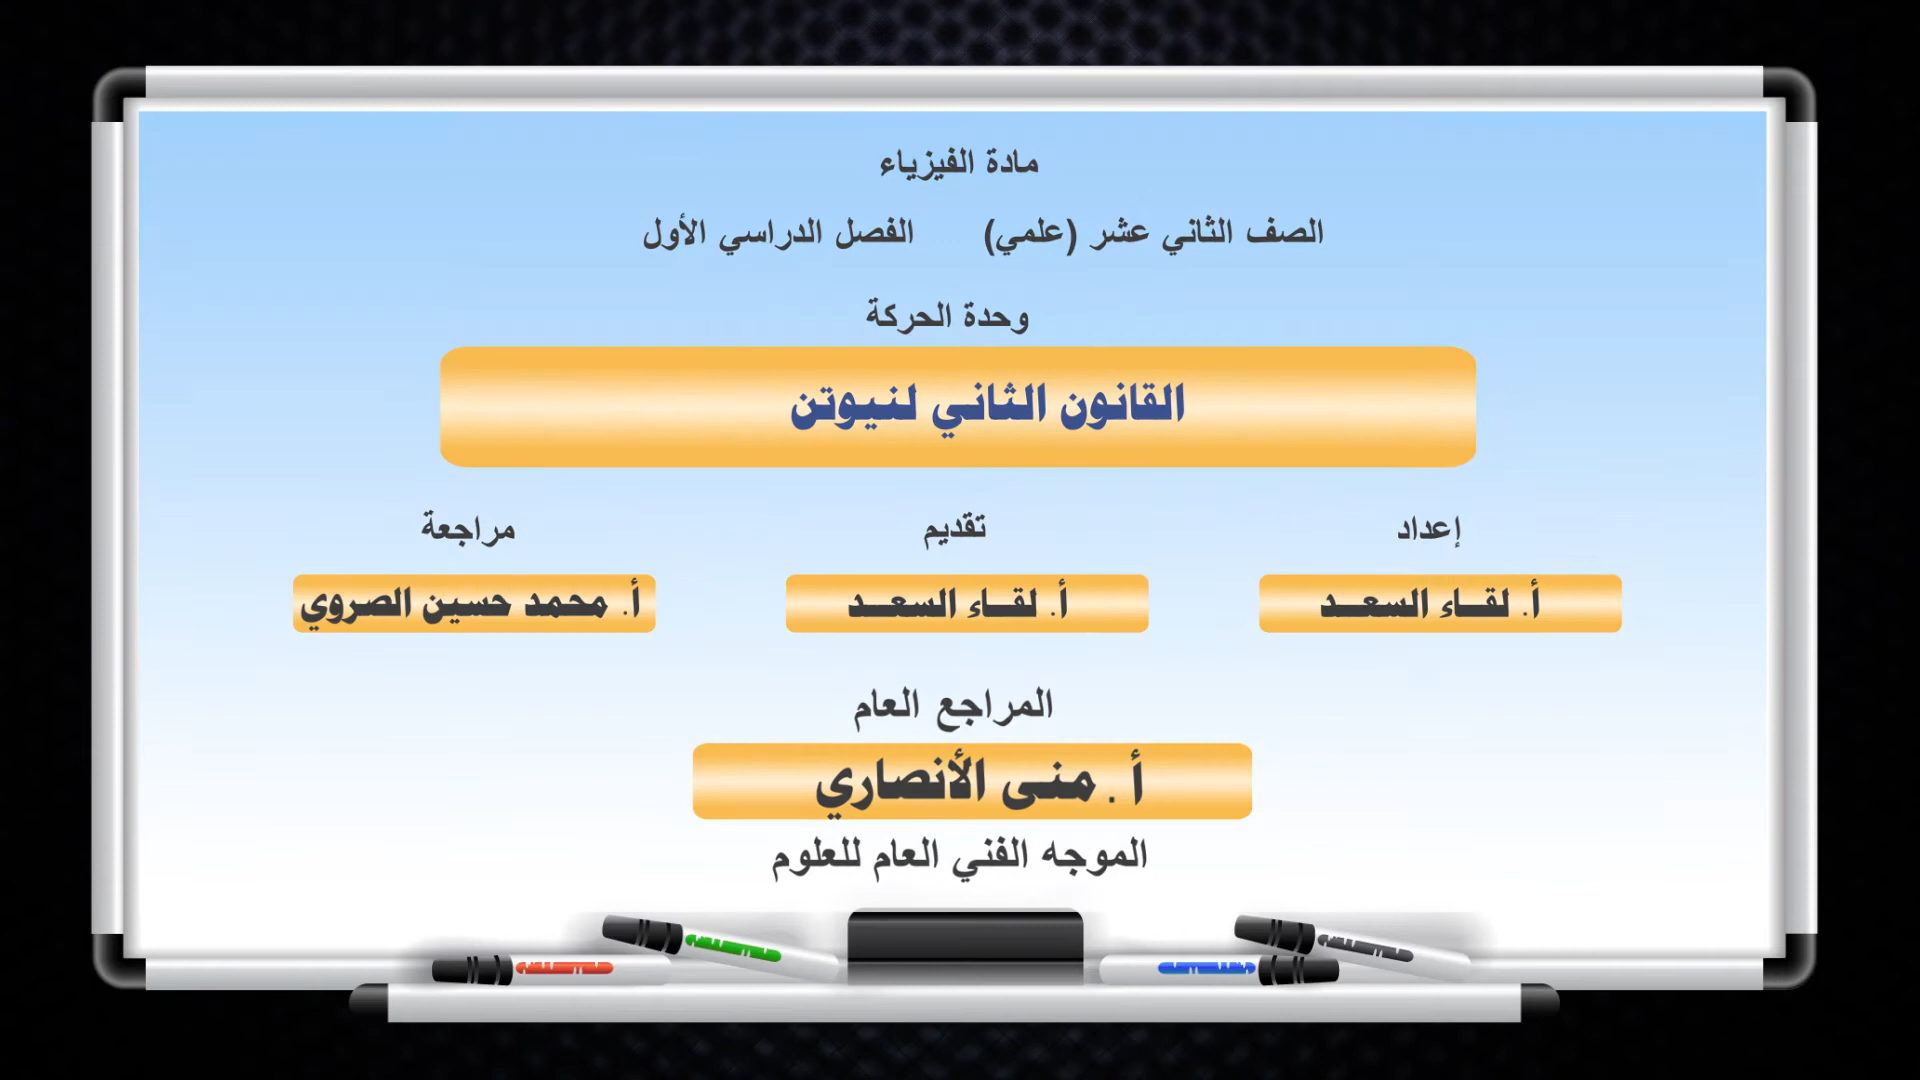 مادة الفيزياء
الصف الثاني عشر (علمي) الفصل الدراسي الأول
وحدة الحركة
القانون الثاني لنيوتن
إعداد تقديم مراجعة
أ. لقاء السعد أ. لقاء السعد أ. محمد حسين الصروي
المراجع العام
أ. منى الأنصاري
الموجه الفني العام للعلوم